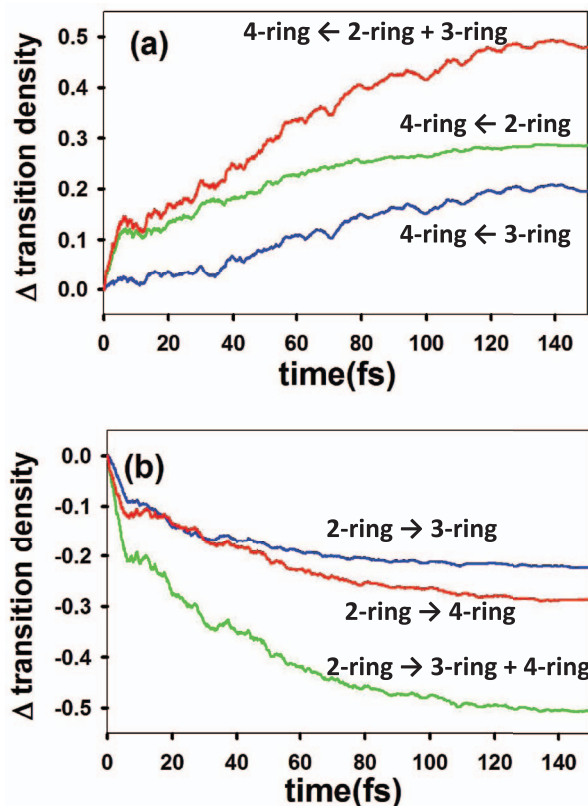 (a)
4-ring ← 2-ring + 3-ring
4-ring ← 2-ring
4-ring ← 3-ring
Δ transition density
0.5
0.4
0.3
0.2
0.1
0.0
0 20 40 60 80 100 120 140
time(fs)
(b)
2-ring → 3-ring
2-ring → 4-ring
2-ring → 3-ring + 4-ring
Δ transition density
0.0
-0.1
-0.2
-0.3
-0.4
-0.5
0 20 40 60 80 100 120 140
time(fs)